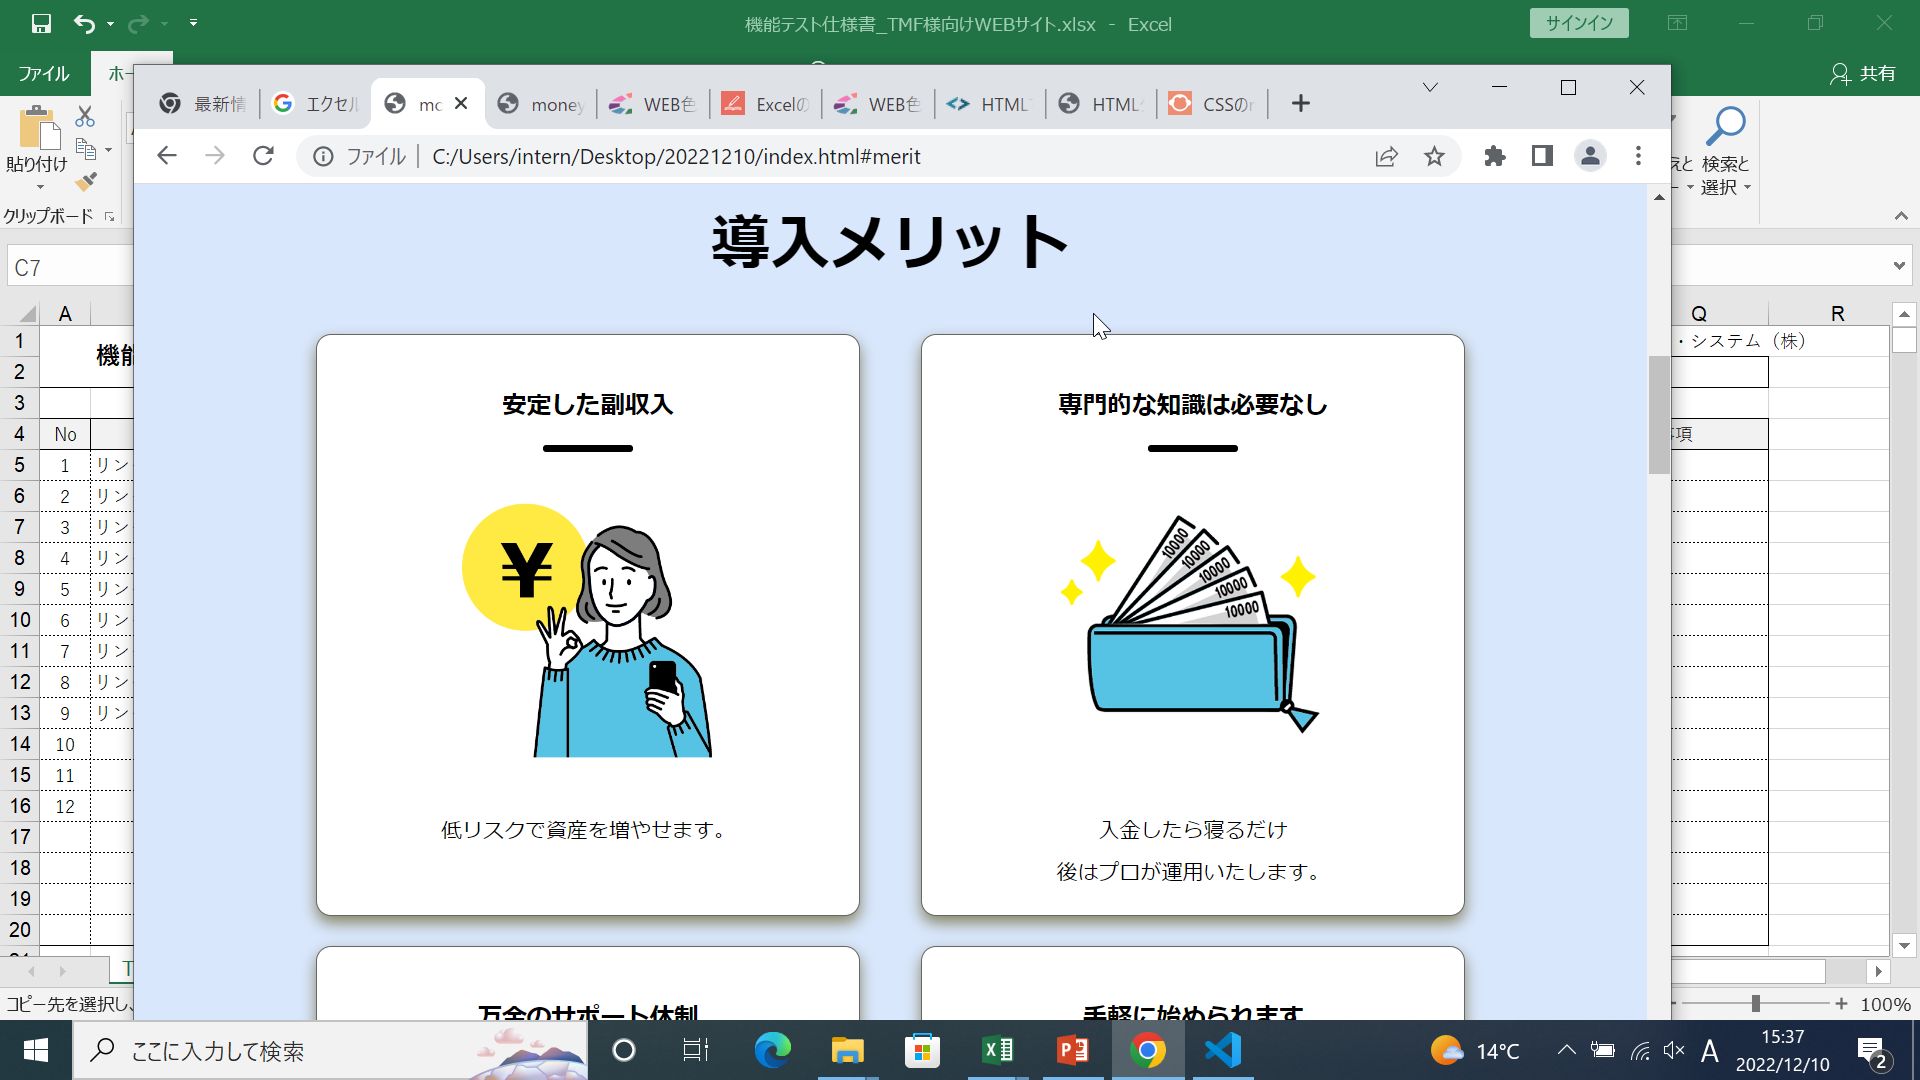 機能テスト仕様書_TMF様向けWEBサイト.xlsx - Excel
サインイン
ファイル
ホー
共有
最新情
エクセル
mc
money
WEB色
Excelの
WEB色
HTML
HTML
CSSの
ファイル
C:/Users/intern/Desktop/20221210/index.html#merit
貼り付け
クリップボード
えと
検索と
選択
C7
A
Q
R
1
2
3
4
5
6
7
8
9
10
11
12
13
14
15
16
17
18
19
20
機能
・システム（株）
No
項
1 リン
2 リン
3 リン
4 リン
5 リン
6 リン
7 リン
8 リン
9 リン
10
11
12
導入メリット
安定した副収入
¥
低リスクで資産を増やせます。
専門的な知識は必要なし
10000
10000
10000
10000
10000
入金したら寝るだけ
後はプロが運用いたします。
万全のサポート体制
手軽に始められます
T
コピー先を選択し、
100%
ここに入力して検索
14°C
A
15:37
2022/12/10
2